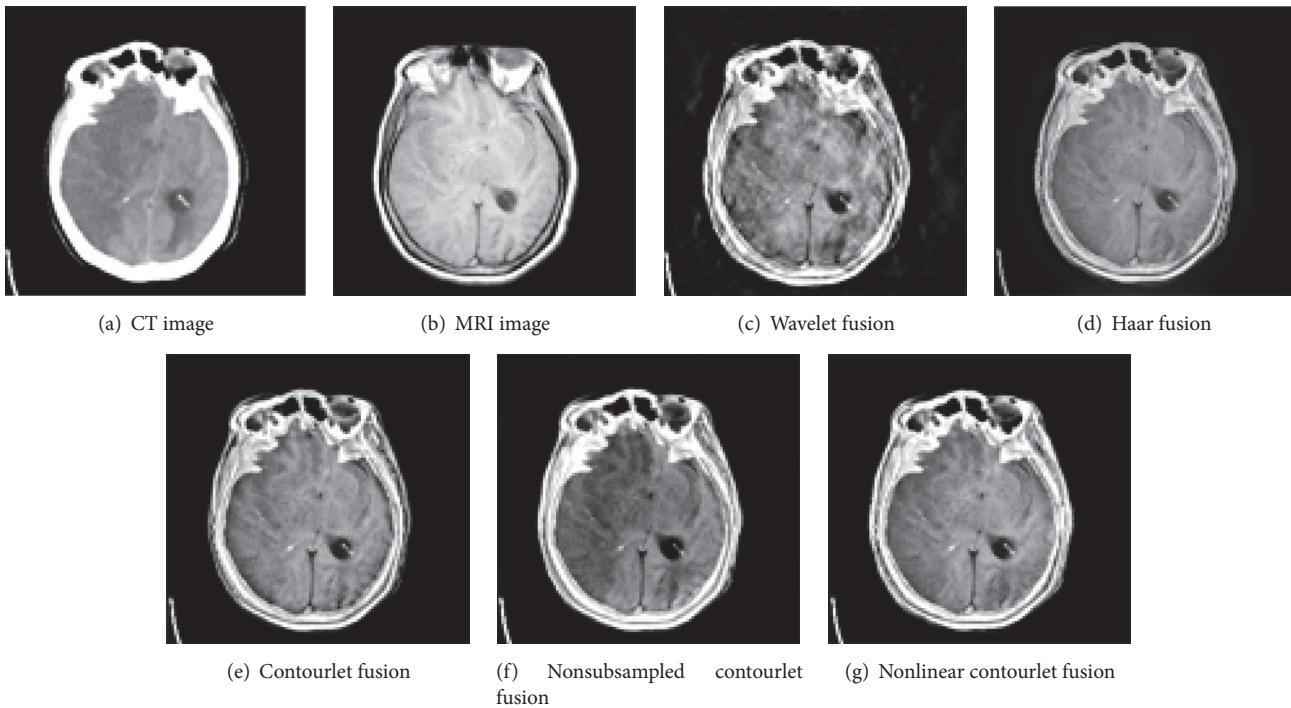 (a) CT image
(b) MRI image
(c) Wavelet fusion
(d) Haar fusion
(e) Contourlet fusion
(f) Nonsubsampled contourlet
fusion
(g) Nonlinear contourlet fusion